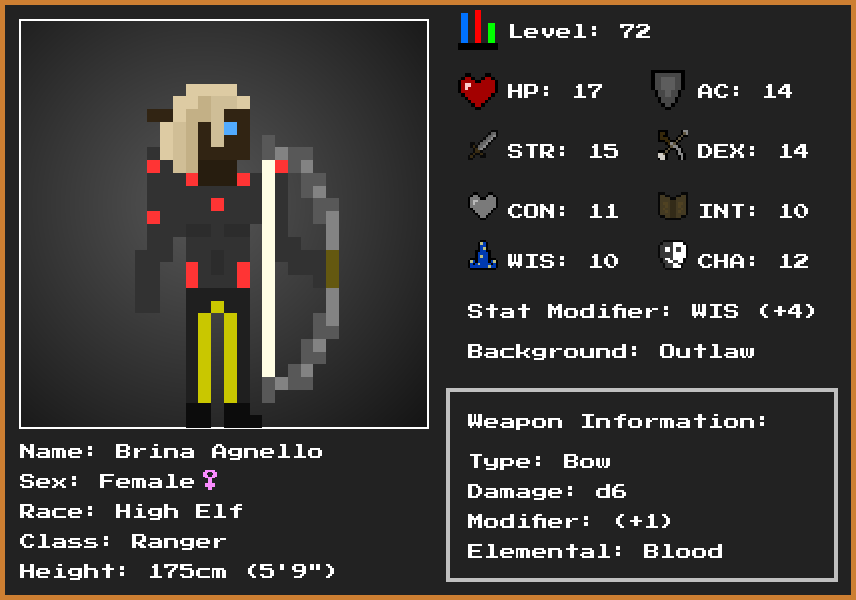 Level: 72
HP: 17
AC: 14
STR: 15
DEX: 14
CON: 11
INT: 10
WIS: 10
CHA: 12
Stat Modifier: WIS (+4)
Background: Outlaw
Weapon Information:
Type: Bow
Damage: d6
Modifier: (+1)
Elemental: Blood
Name: Brina Agnello
Sex: Female♀
Race: High Elf
Class: Ranger
Height: 175cm (5'9")